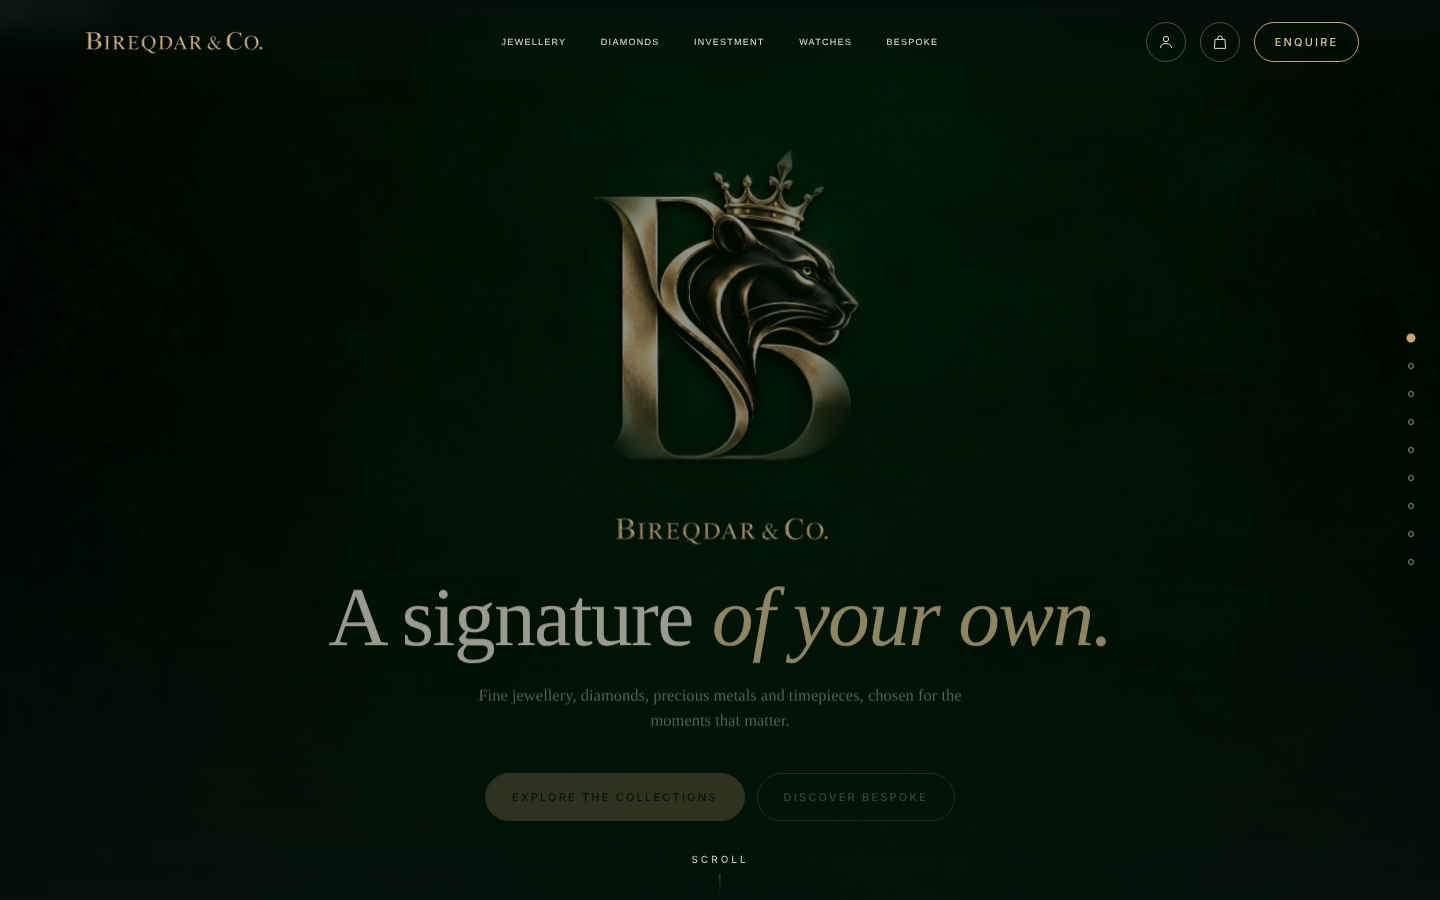 BIREQDAR & CO.
JEWELLERY
DIAMONDS
INVESTMENT
WATCHES
BESPOKE
ENQUIRE
B
BIREQDAR & CO.
A signature of your own.
Fine jewellery, diamonds, precious metals and timepieces, chosen for the
moments that matter.
EXPLORE THE COLLECTIONS
DISCOVER BESPOKE
SCROLL